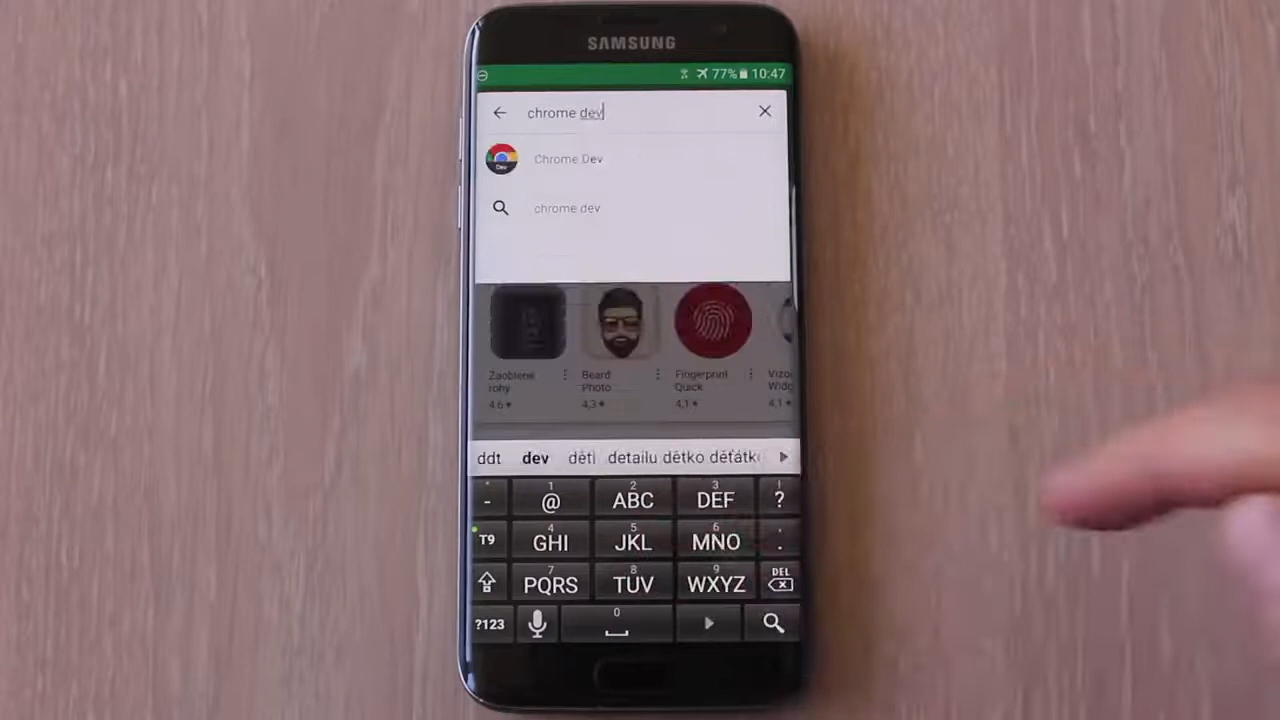 SAMSUNG
77% 10:47
chrome dev
Dev
Chrome Dev
chrome dev
Zaoblené Beard Fingerprint
rohy Photo Quick
4,6★ 4,3★ 4,1★ 4,1★
ddt dev děti detailu dětko
- 1 2 3 !
@ ABC DEF ?
4 5 6
T9 GHI JKL MNO .
7 8 9 DEL
PQRS TUV WXYZ
?123 0